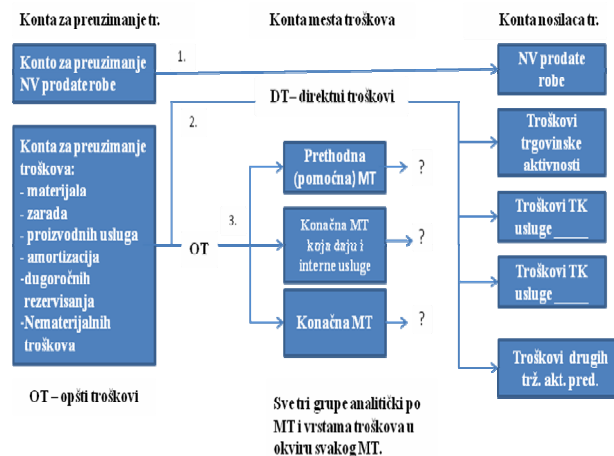 Konto za preuzimanje tr.
Konta mesta troškova
Konta nosilaca tr.
Konto za preuzimanje
NV prodate robe
1.
NV prodate
robe
DT– direktni troškovi
2.
Konta za preuzimanje
troškova:
- materijala
- zarada
- proizvodnih usluga
- amortizacija
-dugoročnih
rezervisanja
-Nematerijalnih
troškova
3.
OT
Prethodna
(pomoćna) MT
?
Konačna MT
koja daju i
interne usluge
?
Konačna MT
?
Troškovi
trgovinske
aktivnosti
Troškovi TK
usluge _____
Troškovi TK
usluge _____
Troškovi drugih
trž. akt. pred.
OT – opšti troškovi
Sve tri grupe analitički po
MT i vrstama troškova u
okviru svakog MT.